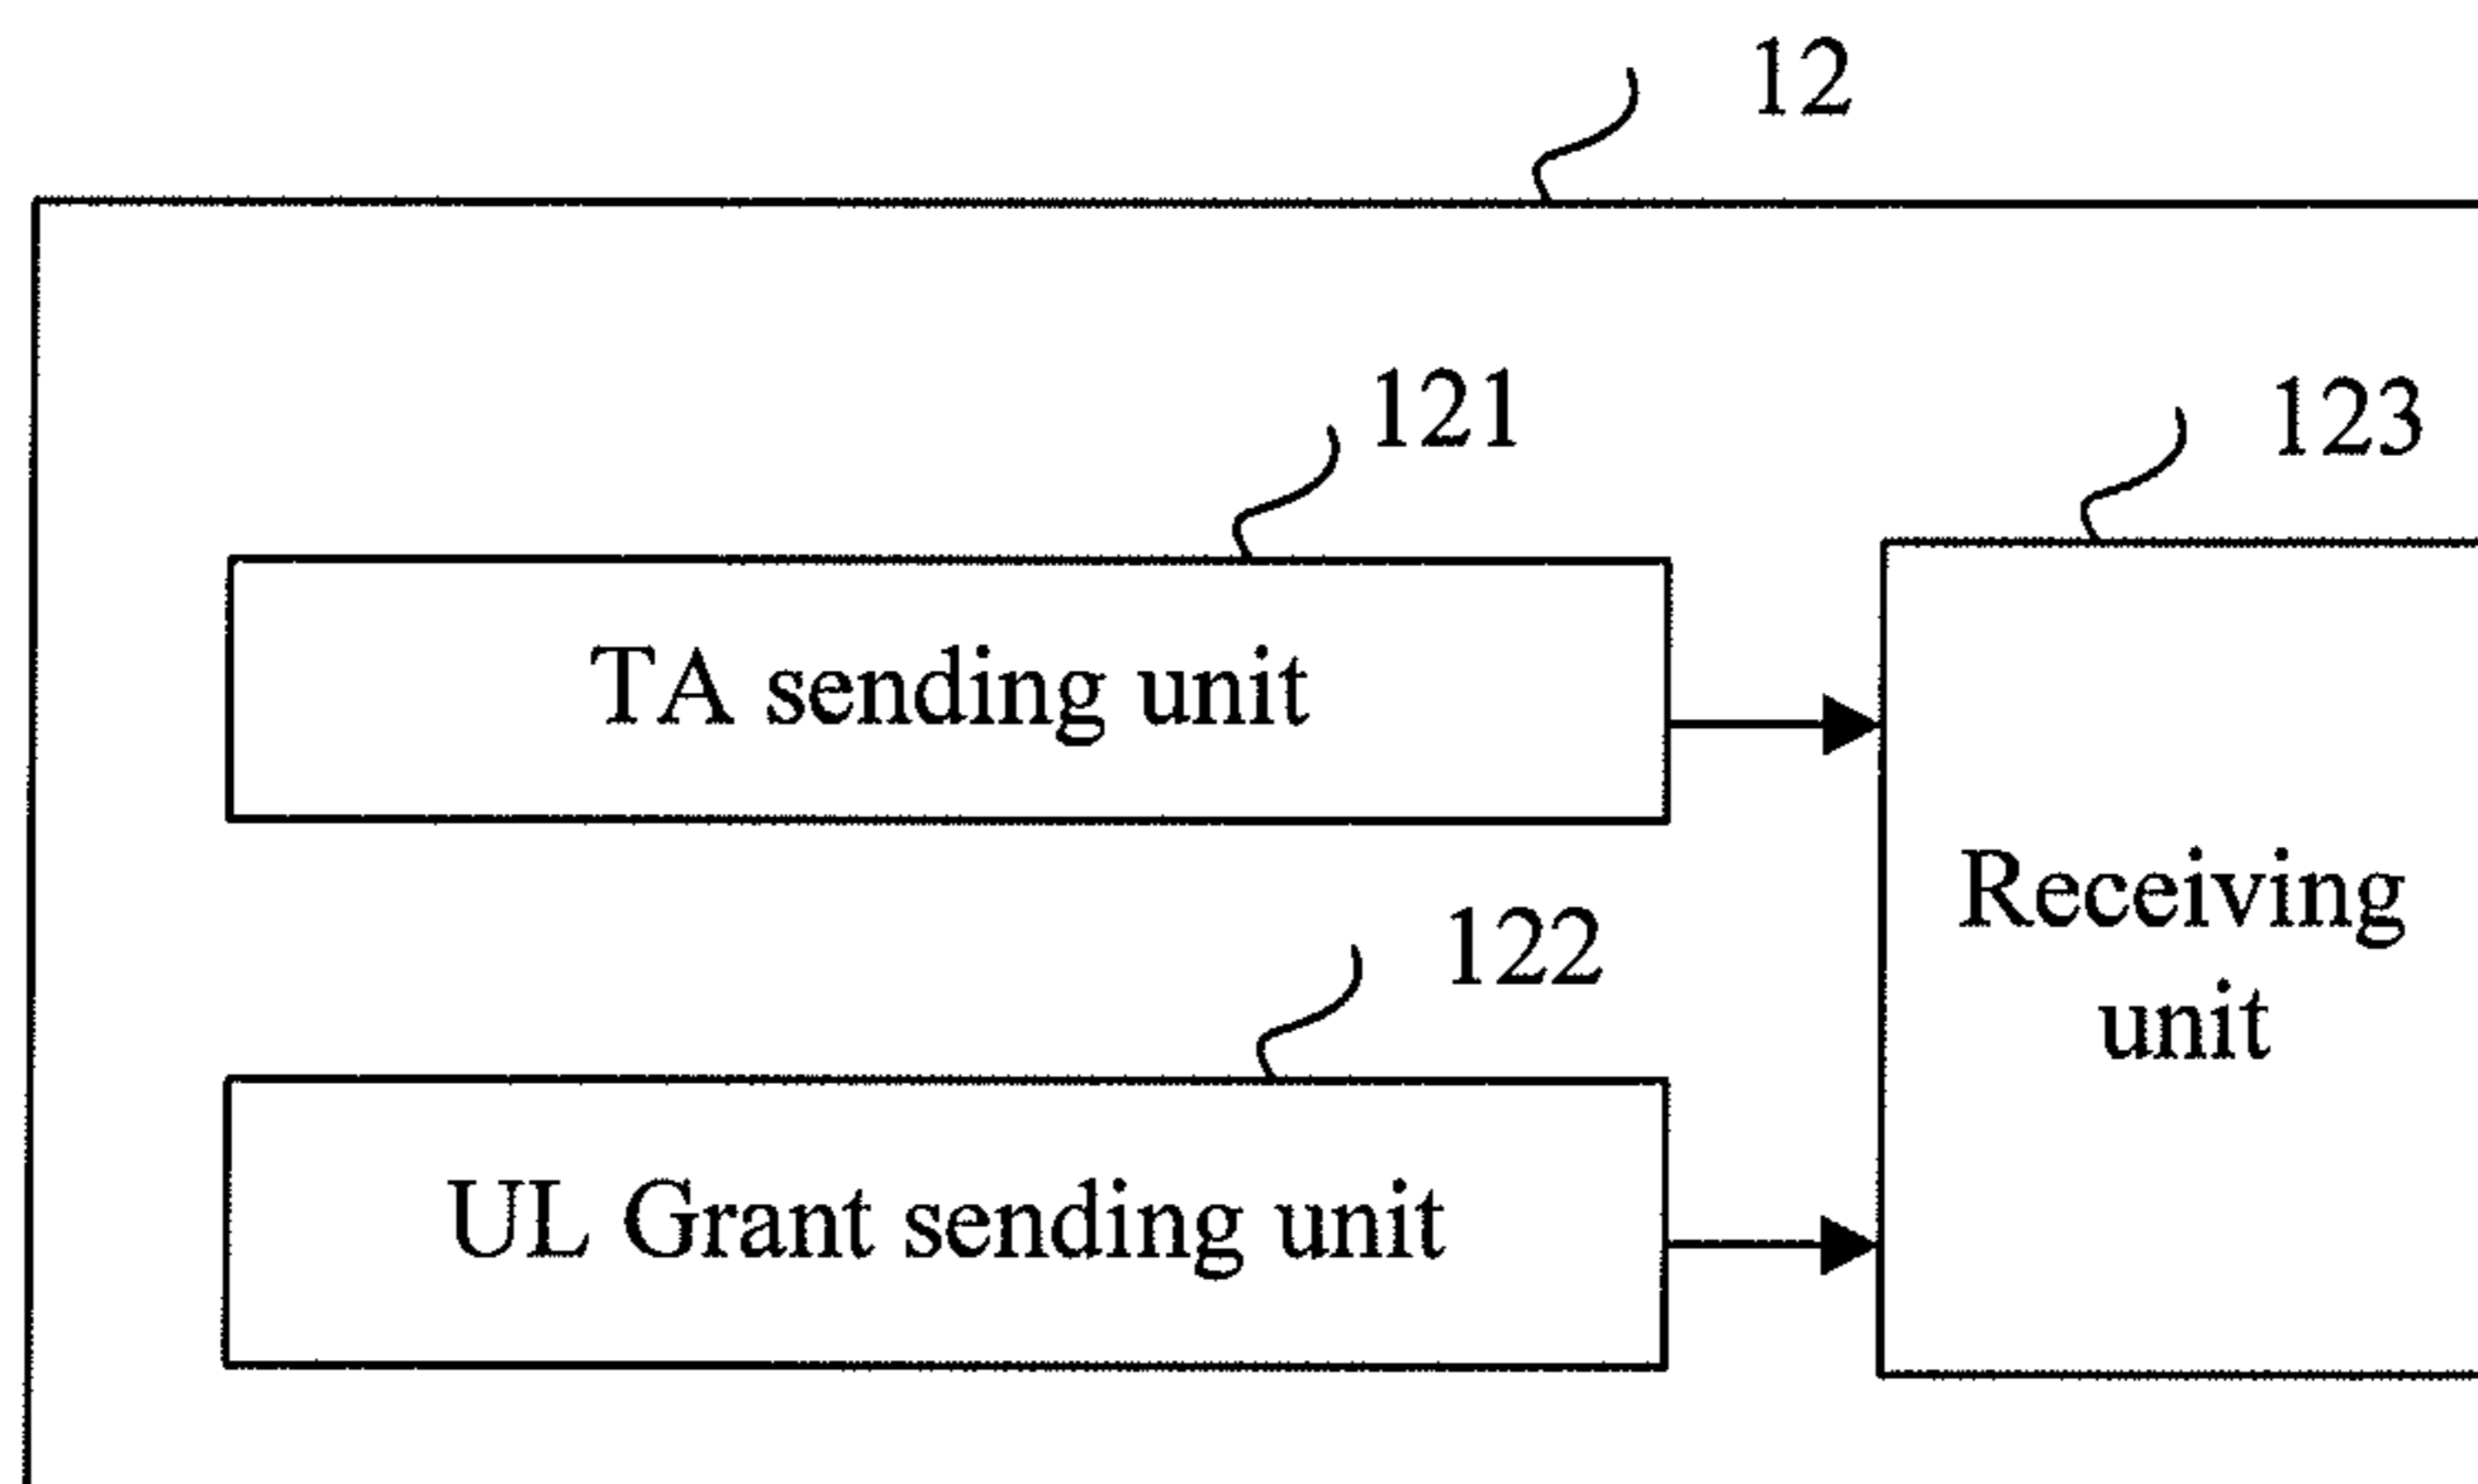 12
121
123
TA sending unit
Receiving
unit
122
UL Grant sending unit